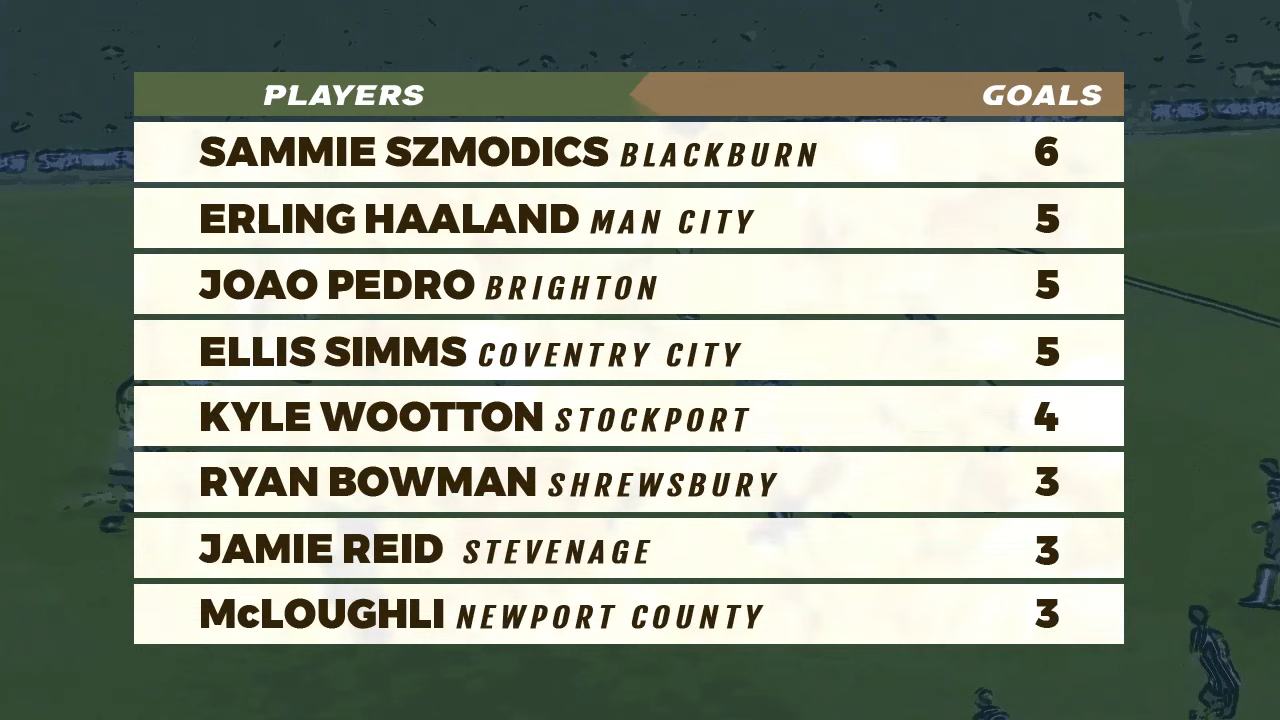 PLAYERS GOALS
SAMMIE SZMODICS BLACKBURN 6
ERLING HAALAND MAN CITY 5
JOAO PEDRO BRIGHTON 5
ELLIS SIMMS COVENTRY CITY 5
KYLE WOOTTON STOCKPORT 4
RYAN BOWMAN SHREWSBURY 3
JAMIE REID STEVENAGE 3
McLOUGHLI NEWPORT COUNTY 3